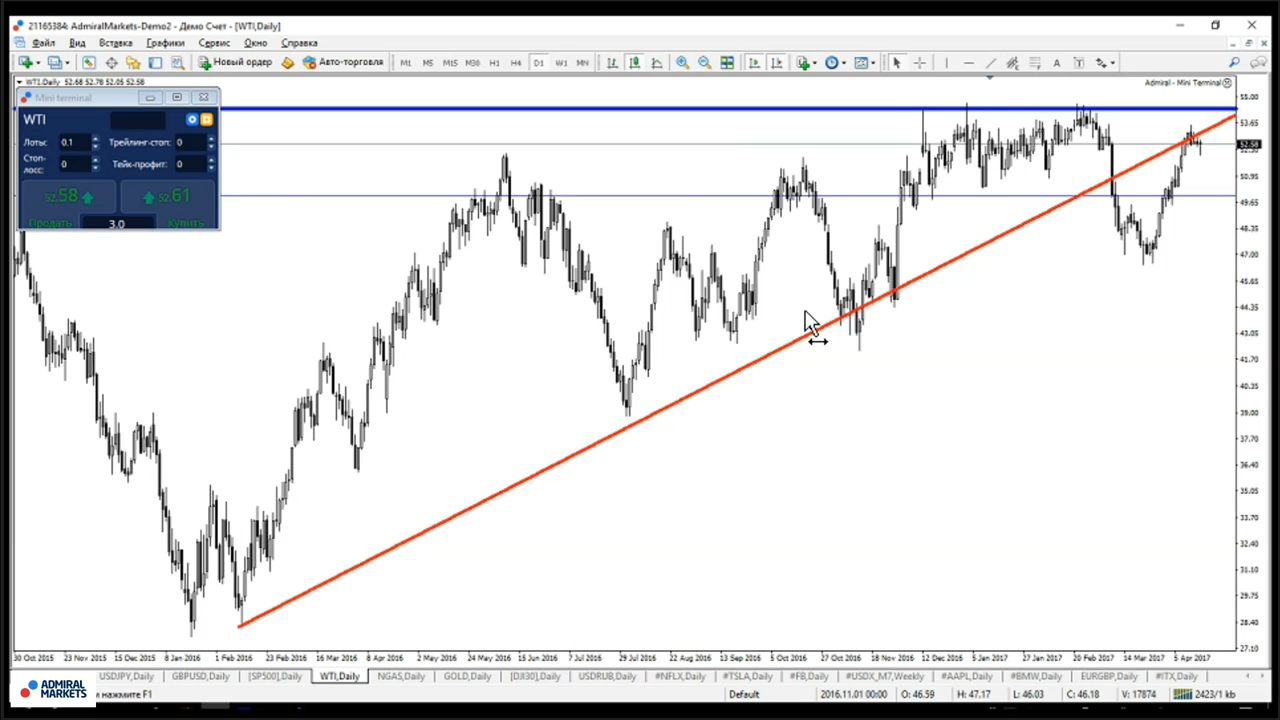 21165384: AdmiralMarkets-Demo2 - Демо Счет - [WTI,Daily]
Файл Вид Вставка Графики Сервис Окно Справка
Новый ордер Авто-торговля M1 M5 M15 M30 H1 H4 D1 W1 MN A T
WTI,Daily 52.68 52.78 52.05 52.58
Admiral - Mini Terminal
Mini terminal
WTI
Лоты: 0.1 Трейлинг-стоп: 0
Стоп-лосс: 0 Тейк-профит: 0
52.58 52.61
Продать 3.0 Купить
55.00
53.65
52.58
50.95
49.65
48.35
47.00
45.65
44.35
43.05
41.70
40.35
39.00
37.70
36.40
35.05
33.70
32.40
31.10
29.75
28.40
27.10
30 Oct 2015 23 Nov 2015 15 Dec 2015 8 Jan 2016 1 Feb 2016 23 Feb 2016 16 Mar 2016 8 Apr 2016 2 May 2016 24 May 2016 15 Jun 2016 7 Jul 2016 29 Jul 2016 22 Aug 2016 13 Sep 2016 5 Oct 2016 27 Oct 2016 18 Nov 2016 12 Dec 2016 5 Jan 2017 27 Jan 2017 20 Feb 2017 14 Mar 2017 5 Apr 2017
USDJPY,Daily GBPUSD,Daily [SP500],Daily WTI,Daily NGAS,Daily GOLD,Daily [DJI30],Daily USDRUB,Daily #NFLX,Daily #TSLA,Daily #FB,Daily #USDX_M7,Weekly #AAPL,Daily #BMW,Daily EURGBP,Daily #ITX,Daily
ADMIRAL MARKETS
и нажмите F1 Default 2016.11.01 00:00 O: 46.59 H: 47.17 L: 46.03 C: 46.18 V: 17874 2423/1 kb